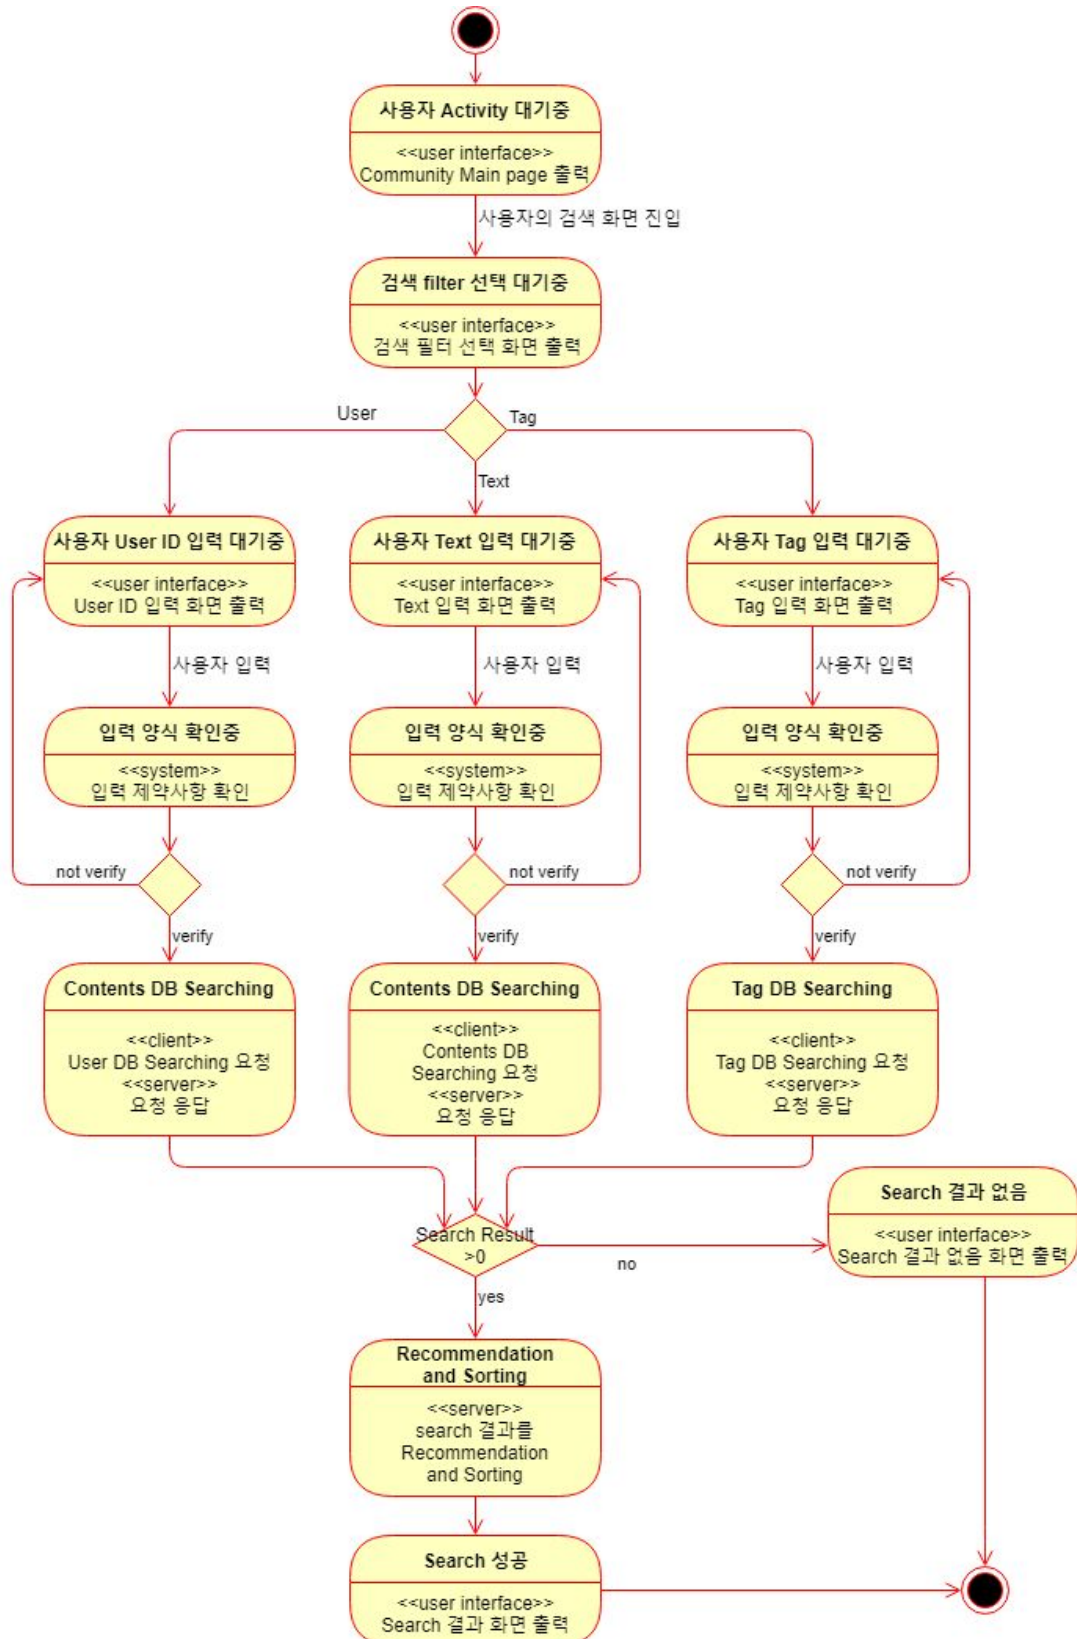 사용자 Activity 대기중
<<user interface>>
Community Main page 출력
사용자의 검색 화면 진입
검색 filter 선택 대기중
<<user interface>>
검색 필터 선택 화면 출력
User
Tag
Text
사용자 User ID 입력 대기중
<<user interface>>
User ID 입력 화면 출력
사용자 입력
입력 양식 확인중
<<system>>
입력 제약사항 확인
not verify
verify
Contents DB Searching
<<client>>
User DB Searching 요청
<<server>>
요청 응답
사용자 Text 입력 대기중
<<user interface>>
Text 입력 화면 출력
사용자 입력
입력 양식 확인중
<<system>>
입력 제약사항 확인
not verify
verify
Contents DB Searching
<<client>>
Contents DB
Searching 요청
<<server>>
요청 응답
사용자 Tag 입력 대기중
<<user interface>>
Tag 입력 화면 출력
사용자 입력
입력 양식 확인중
<<system>>
입력 제약사항 확인
not verify
verify
Tag DB Searching
<<client>>
Tag DB Searching 요청
<<server>>
요청 응답
Search Result
>0
no
Search 결과 없음
<<user interface>>
Search 결과 없음 화면 출력
yes
Recommendation
and Sorting
<<server>>
search 결과를
Recommendation
and Sorting
Search 성공
<<user interface>>
Search 결과 화면 출력